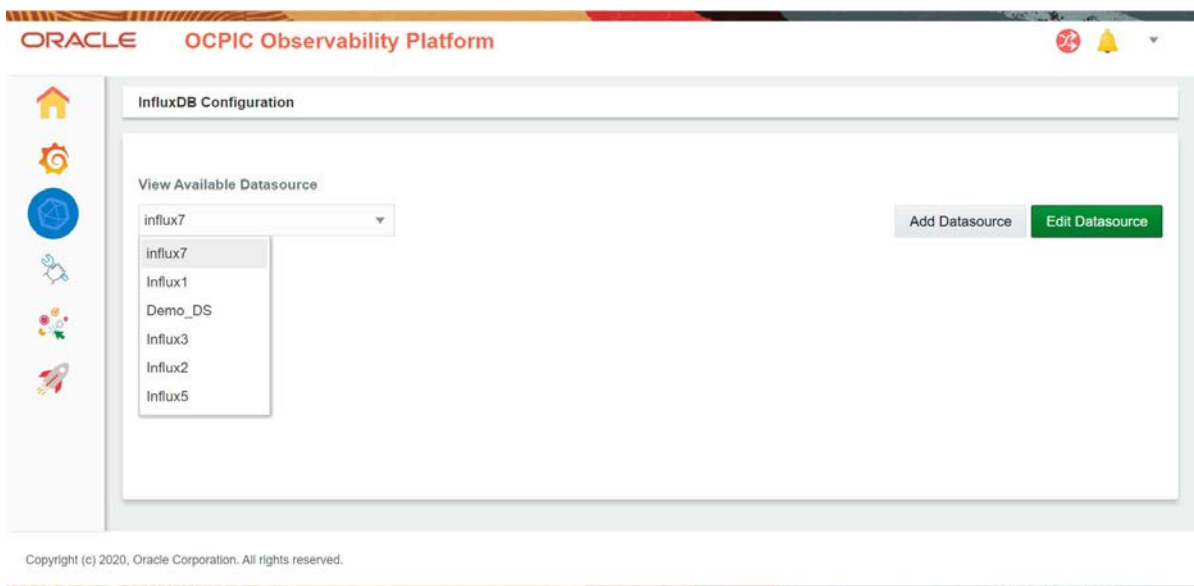 ORACLE OCPIC Observability Platform
InfluxDB Configuration
View Available Datasource
influx7
Add Datasource Edit Datasource
influx7
Influx1
Demo_DS
Influx3
Influx2
Influx5
Copyright (c) 2020, Oracle Corporation. All rights reserved.